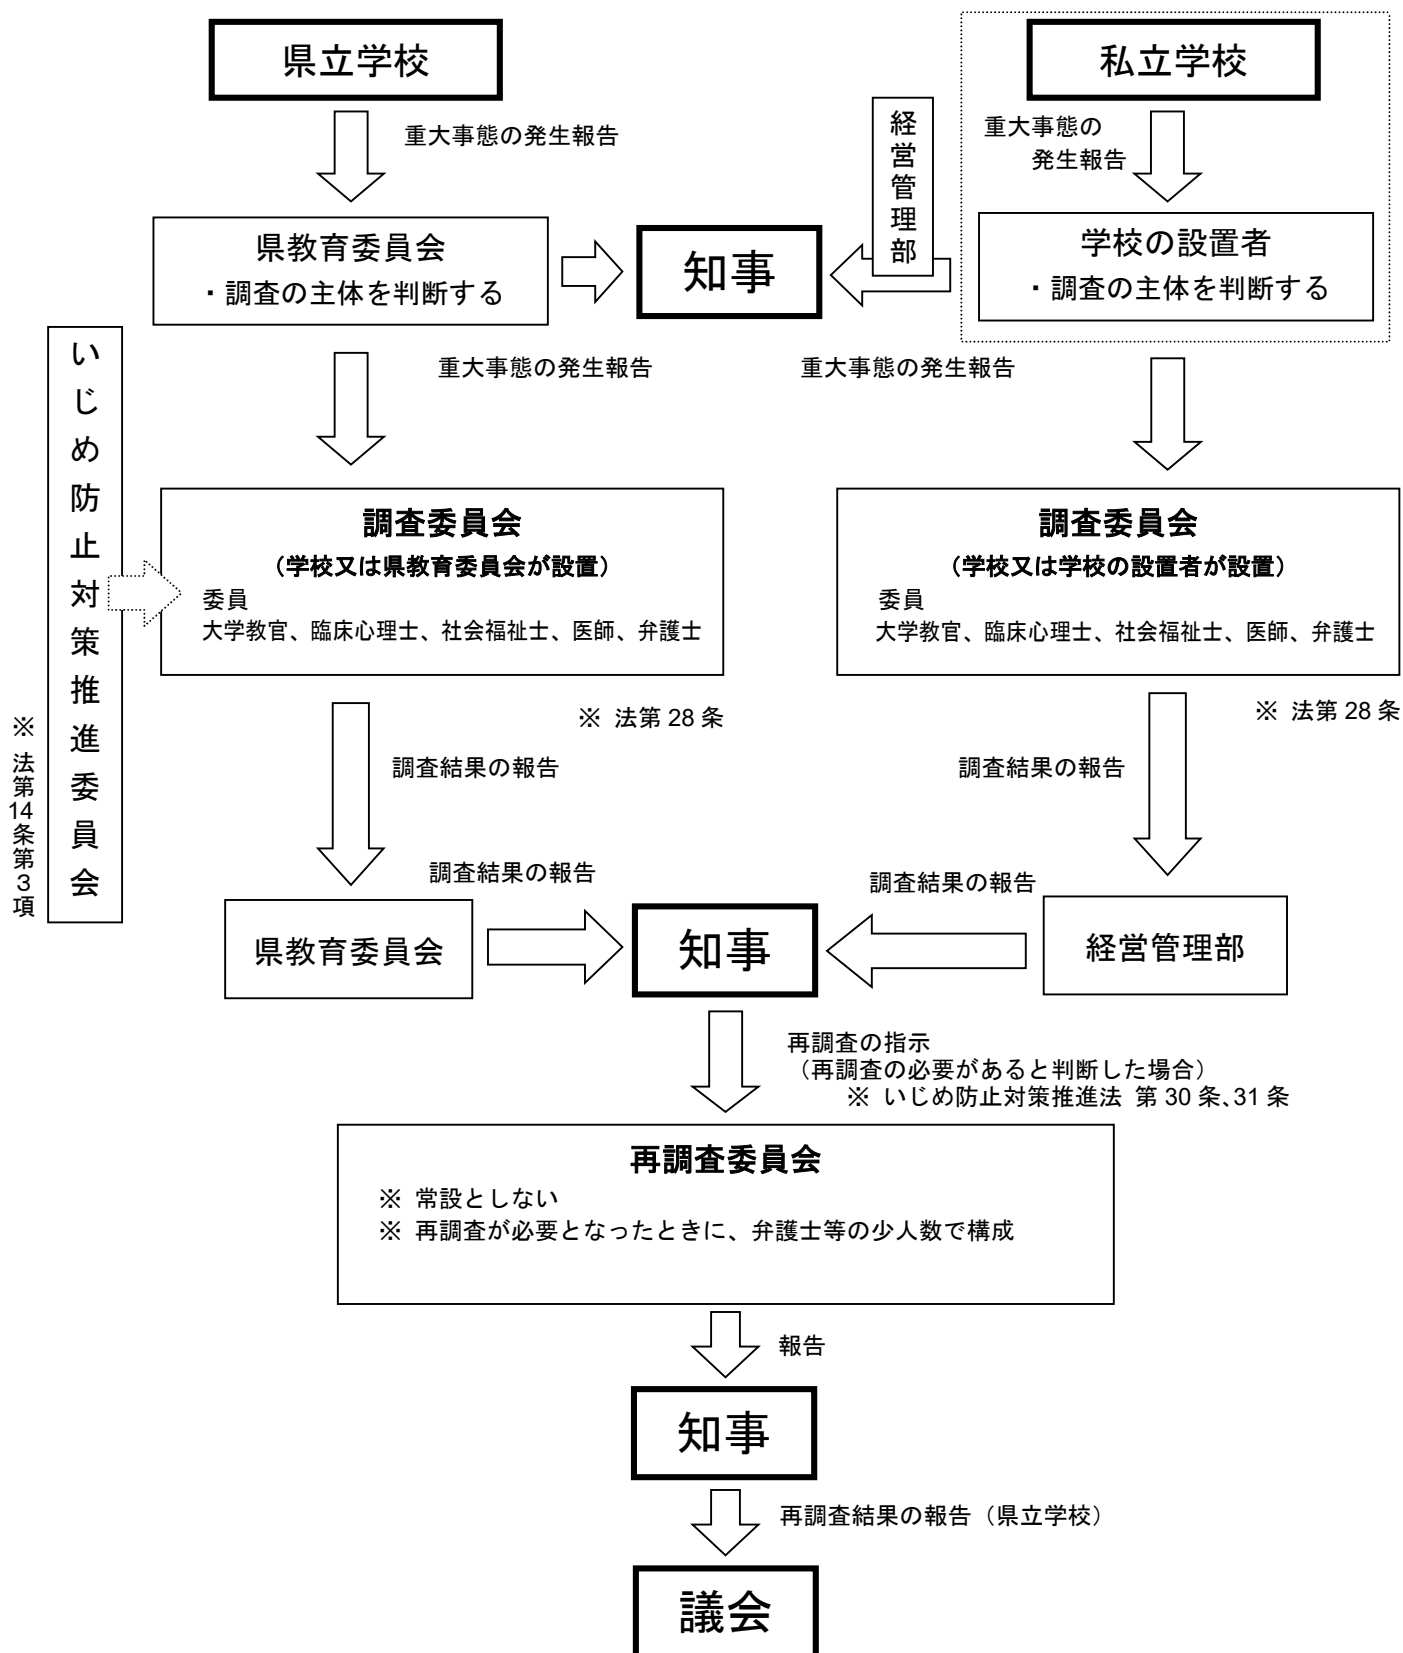 県立学校
私立学校
重大事態の発生報告
経営管理部
重大事態の
発生報告
県教育委員会
・調査の主体を判断する
知事
学校の設置者
・調査の主体を判断する
重大事態の発生報告
重大事態の発生報告
いじめ防止対策推進委員会
※ 法第14条第3項
調査委員会
（学校又は県教育委員会が設置）
委員
大学教官、臨床心理士、社会福祉士、医師、弁護士
※ 法第 28 条
調査委員会
（学校又は学校の設置者が設置）
委員
大学教官、臨床心理士、社会福祉士、医師、弁護士
※ 法第 28 条
調査結果の報告
調査結果の報告
調査結果の報告
調査結果の報告
県教育委員会
知事
経営管理部
再調査の指示
（再調査の必要があると判断した場合）
※ いじめ防止対策推進法 第 30 条、31 条
再調査委員会
※ 常設としない
※ 再調査が必要となったときに、弁護士等の少人数で構成
報告
知事
再調査結果の報告（県立学校）
議会